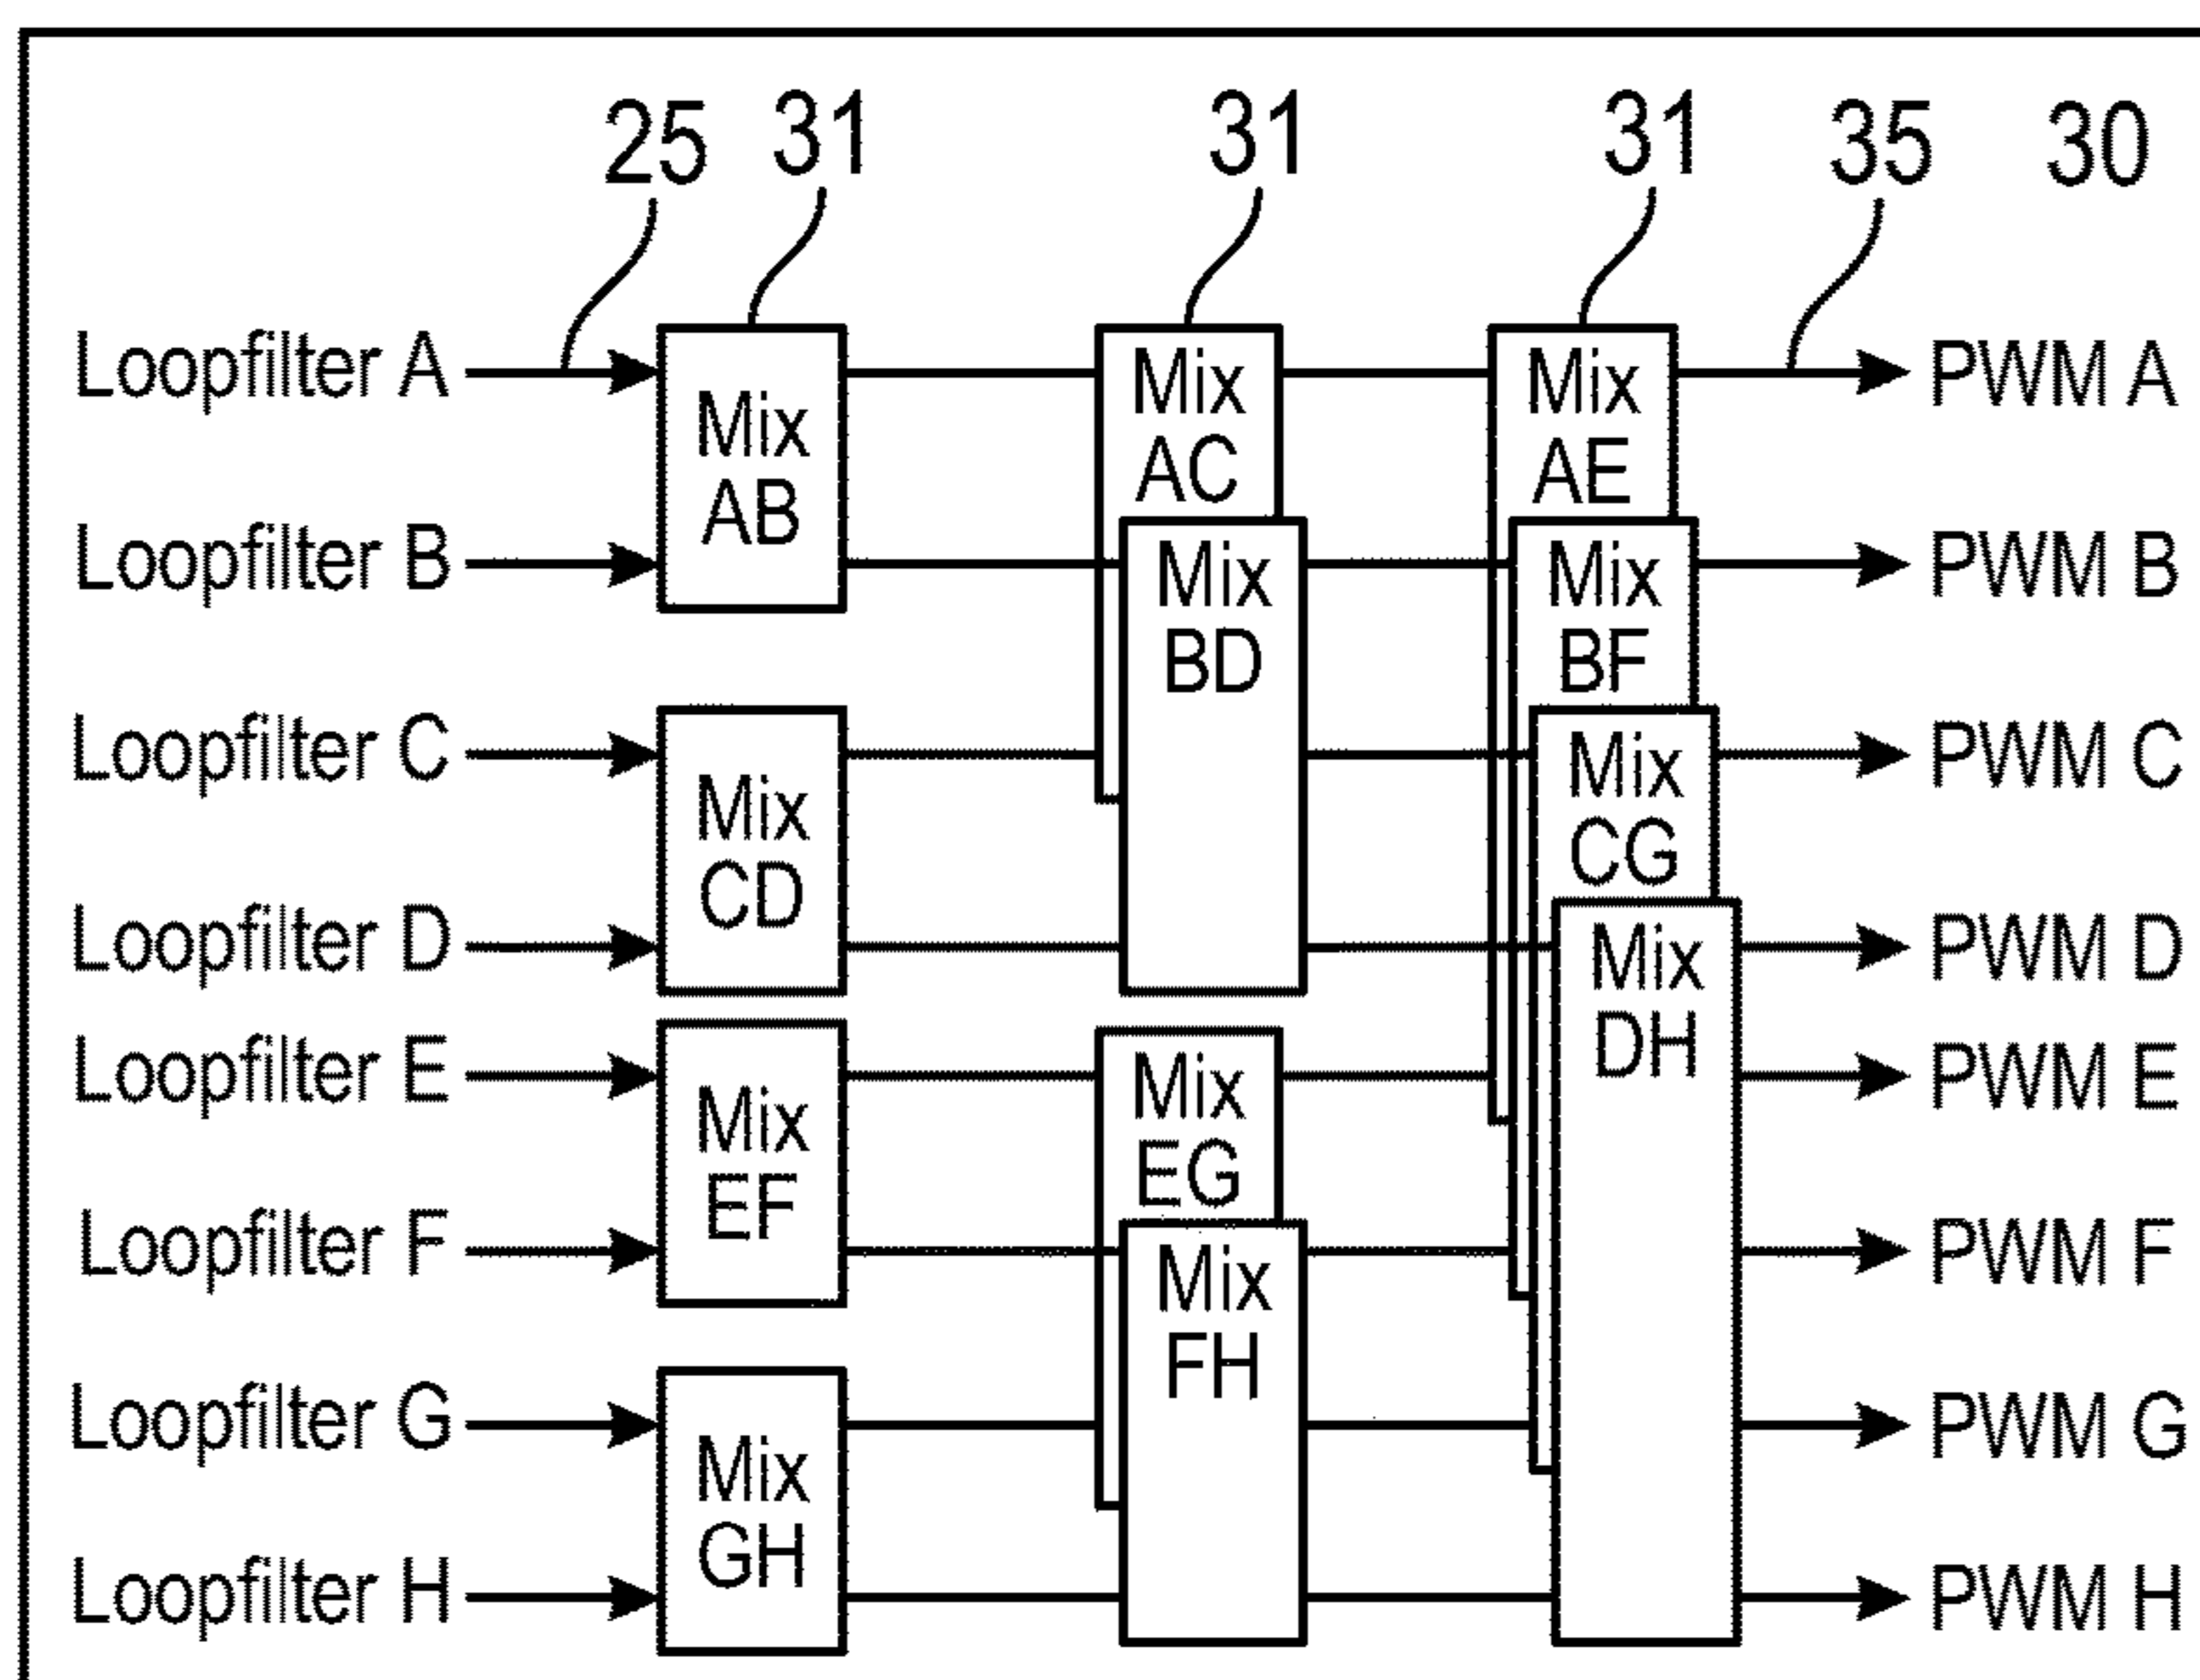 25 31 31 31 35 30
Loopfilter A
Mix
AB
Mix
AC
Mix
AE
PWM A
Loopfilter B
Mix
BD
Mix
BF
PWM B
Loopfilter C
Mix
CD
Mix
CG
PWM C
Loopfilter D
Mix
DH
PWM D
Loopfilter E
Mix
EF
Mix
EG
PWM E
Loopfilter F
Mix
FH
PWM F
Loopfilter G
Mix
GH
PWM G
Loopfilter H
PWM H